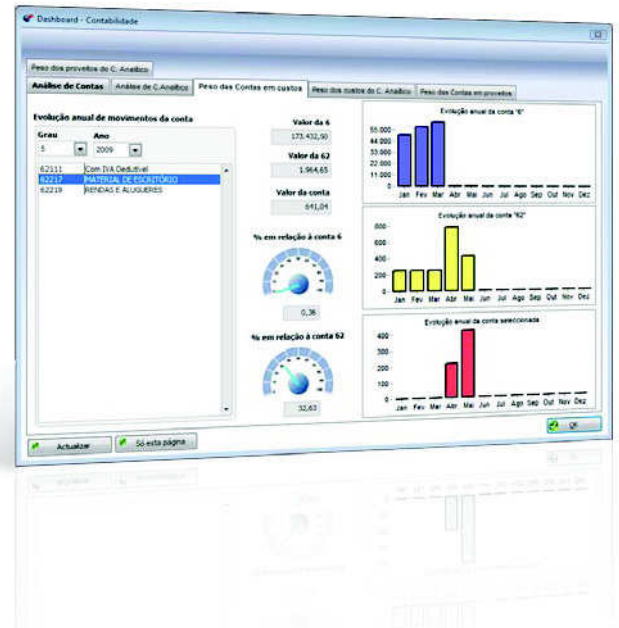 Dashboard - Contabilidade
Peso dos proveitos do C. Analítico
Análise de Contas
Análise de C.Analítico
Peso das Contas em custos
Peso dos custos do C. Analítico
Peso das Contas em proveitos
Evolução anual de movimentos da conta
Grau
Ano
5
2009
62111 Com IVA Dedutível
62217 MATERIAL DE ESCRITÓRIO
62219 RENDAS E ALUGUERES
Valor da 6
173.432,90
Valor da 62
1.964,65
Valor da conta
641,04
% em relação à conta 6
0,36
% em relação à conta 62
32,63
Evolução anual da conta "6"
55.000
44.000
33.000
22.000
11.000
0
Jan Fev Mar Abr Mai Jun Jul Ago Sep Out Nov Dez
Evolução anual da conta "62"
800
600
400
200
0
Jan Fev Mar Abr Mai Jun Jul Ago Sep Out Nov Dez
Evolução anual da conta seleccionada
400
300
200
100
0
Jan Fev Mar Abr Mai Jun Jul Ago Sep Out Nov Dez
Actualizar
Só esta página
OK